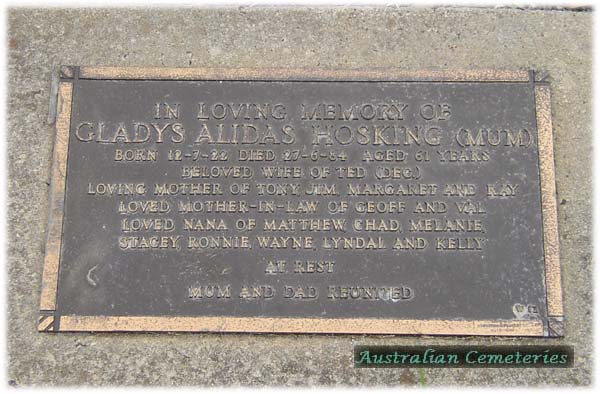 IN LOVING MEMORY OF
GLADYS ALIDAS HOSKING (MUM)
BORN 12-7-22 DIED 27-6-84 AGED 61 YEARS
BELOVED WIFE OF TED (DEC.)
LOVING MOTHER OF TONY, JIM, MARGARET AND KAY
LOVED MOTHER-IN-LAW OF GEOFF AND VAL
LOVED NANA OF MATTHEW, CHAD, MELANIE,
STACEY, RONNIE, WAYNE, LYNDAL AND KELLY
AT REST
MUM AND DAD REUNITED
Australian Cemeteries